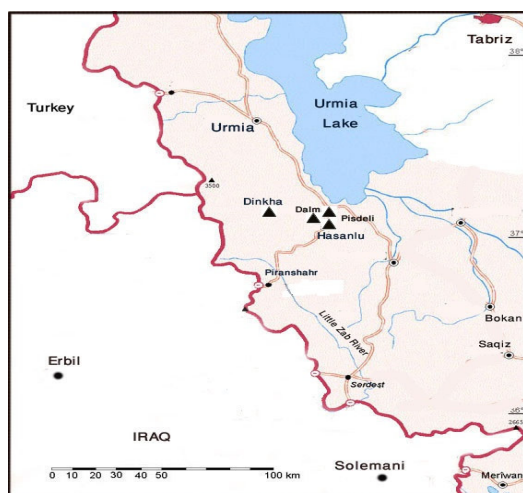 Tabriz
38°
Turkey
Urmia
Lake
Urmia
3500
Dinkha
Dalm
Pisdeli
Hasanlu
37°
Piranshahr
Little Zab River
Bokan
Saqiz
Erbil
Serdest
36°
IRAQ
0 10 20 30 40 50 100 km
Solemani
Meriwan